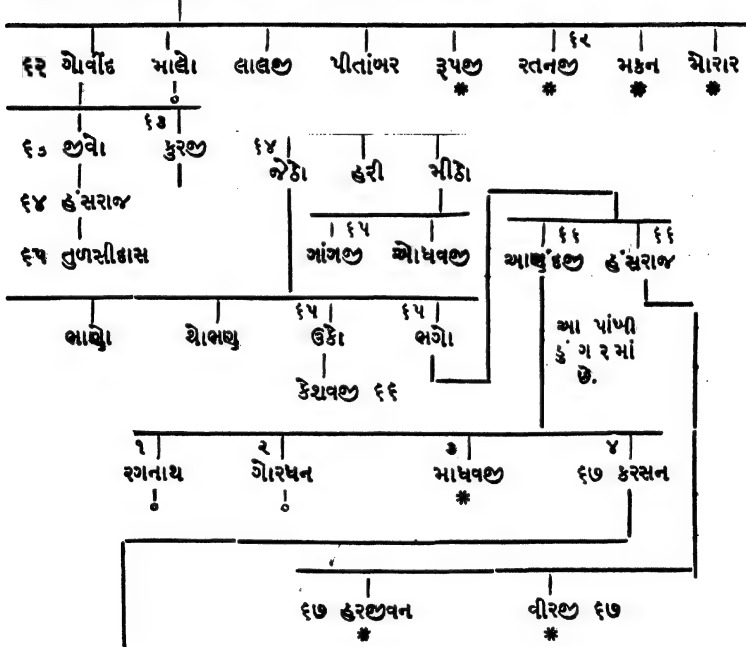 ૬૨
૬૨ ગોવીંદ માલો લાલજી પીતાંબર રૂપજી રતનજી મકન મોરાર
૬૩ ૬૪
૬૩ જીવો કુરજી જેઠો હરી મીઠો
૬૪ હંસરાજ
૬૫ ૬૬ ૬૬
૬૫ તુળસીદાસ ગાંગજી ઓધવજી આણુંદજી હંસરાજ
૬૫ ૬૫
ભાણો થોભણ ઉકો ભગો
આ પાંખી
ડુંગરમાં
છે.
કેશવજી ૬૬
૧ ૨ ૩ ૪
રગનાથ ગોરધન માધવજી ૬૭ કરસન
૬૭ હરજીવન વીરજી ૬૭